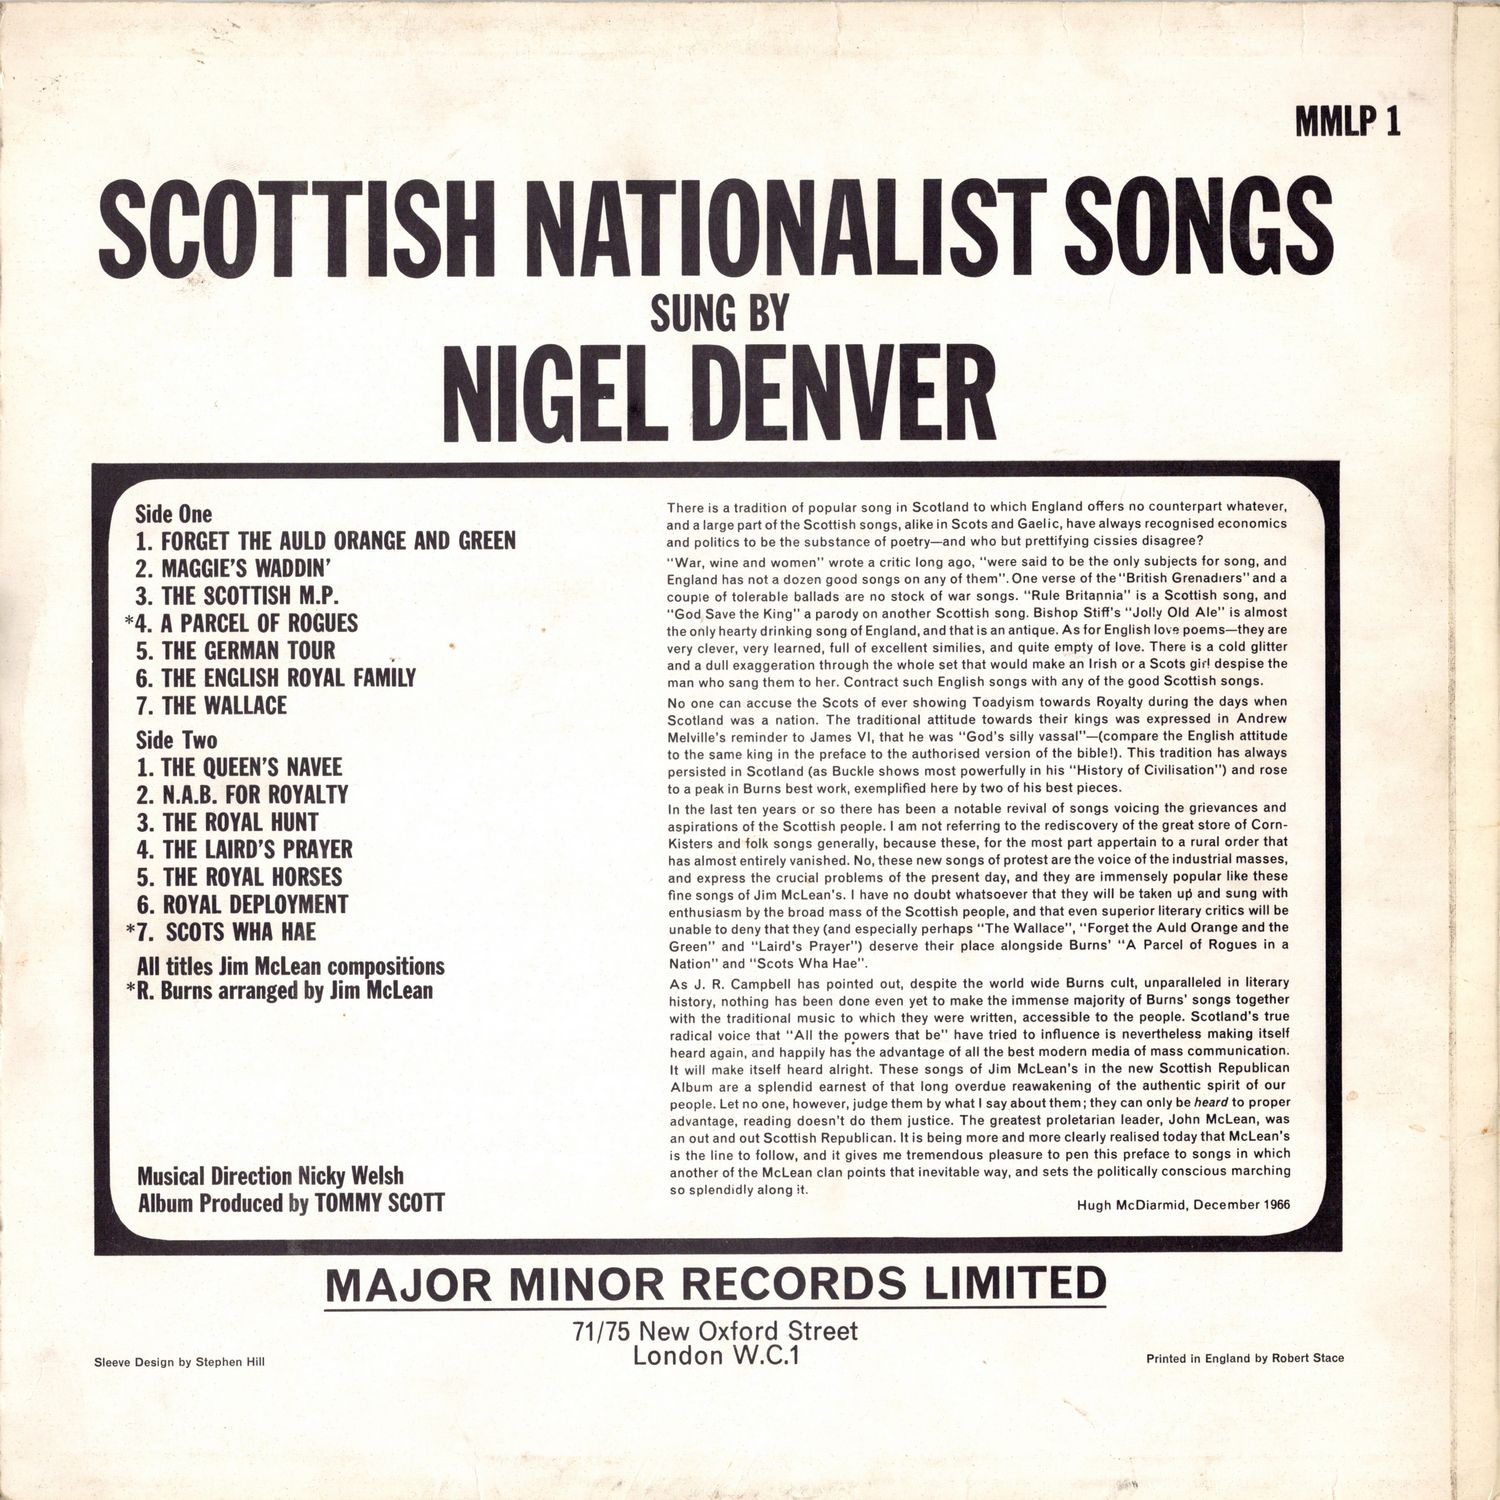 MMLP 1
SCOTTISH NATIONALIST SONGS
SUNG BY
NIGEL DENVER
Side One
1. FORGET THE AULD ORANGE AND GREEN
2. MAGGIE'S WADDIN'
3. THE SCOTTISH M.P.
*4. A PARCEL OF ROGUES
5. THE GERMAN TOUR
6. THE ENGLISH ROYAL FAMILY
7. THE WALLACE
Side Two
1. THE QUEEN'S NAVEE
2. N.A.B. FOR ROYALTY
3. THE ROYAL HUNT
4. THE LAIRD'S PRAYER
5. THE ROYAL HORSES
6. ROYAL DEPLOYMENT
*7. SCOTS WHA HAE
All titles Jim McLean compositions
*R. Burns arranged by Jim McLean
Musical Direction Nicky Welsh
Album Produced by TOMMY SCOTT
There is a tradition of popular song in Scotland to which England offers no counterpart whatever,
and a large part of the Scottish songs, alike in Scots and Gaelic, have always recognised economics
and politics to be the substance of poetry—and who but prettifying cissies disagree?
"War, wine and women" wrote a critic long ago, "were said to be the only subjects for song, and
England has not a dozen good songs on any of them". One verse of the "British Grenadiers" and a
couple of tolerable ballads are no stock of war songs. "Rule Britannia" is a Scottish song, and
"God Save the King" a parody on another Scottish song. Bishop Stiff's "Jolly Old Ale" is almost
the only hearty drinking song of England, and that is an antique. As for English love poems—they are
very clever, very learned, full of excellent similies, and quite empty of love. There is a cold glitter
and a dull exaggeration through the whole set that would make an Irish or a Scots girl despise the
man who sang them to her. Contract such English songs with any of the good Scottish songs.
No one can accuse the Scots of ever showing Toadyism towards Royalty during the days when
Scotland was a nation. The traditional attitude towards their kings was expressed in Andrew
Melville's reminder to James VI, that he was "God's silly vassal"—(compare the English attitude
to the same king in the preface to the authorised version of the bible!). This tradition has always
persisted in Scotland (as Buckle shows most powerfully in his "History of Civilisation") and rose
to a peak in Burns best work, exemplified here by two of his best pieces.
In the last ten years or so there has been a notable revival of songs voicing the grievances and
aspirations of the Scottish people. I am not referring to the rediscovery of the great store of Corn-
Kisters and folk songs generally, because these, for the most part appertain to a rural order that
has almost entirely vanished. No, these new songs of protest are the voice of the industrial masses,
and express the crucial problems of the present day, and they are immensely popular like these
fine songs of Jim McLean's. I have no doubt whatsoever that they will be taken up and sung with
enthusiasm by the broad mass of the Scottish people, and that even superior literary critics will be
unable to deny that they (and especially perhaps "The Wallace", "Forget the Auld Orange and the
Green" and "Laird's Prayer") deserve their place alongside Burns' "A Parcel of Rogues in a
Nation" and "Scots Wha Hae".
As J. R. Campbell has pointed out, despite the world wide Burns cult, unparalleled in literary
history, nothing has been done even yet to make the immense majority of Burns' songs together
with the traditional music to which they were written, accessible to the people. Scotland's true
radical voice that "All the powers that be" have tried to influence is nevertheless making itself
heard again, and happily has the advantage of all the best modern media of mass communication.
It will make itself heard alright. These songs of Jim McLean's in the new Scottish Republican
Album are a splendid earnest of that long overdue reawakening of the authentic spirit of our
people. Let no one, however, judge them by what I say about them; they can only be heard to proper
advantage, reading doesn't do them justice. The greatest proletarian leader, John McLean, was
an out and out Scottish Republican. It is being more and more clearly realised today that McLean's
is the line to follow, and it gives me tremendous pleasure to pen this preface to songs in which
another of the McLean clan points that inevitable way, and sets the politically conscious marching
so splendidly along it.
Hugh McDiarmid, December 1966
MAJOR MINOR RECORDS LIMITED
71/75 New Oxford Street
London W.C.1
Sleeve Design by Stephen Hill
Printed in England by Robert Stace